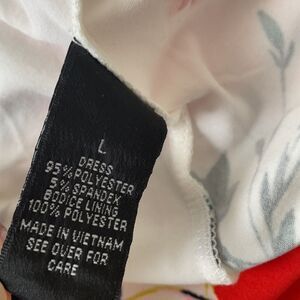 L
DRESS
95% POLYESTER
5% SPANDEX
BODICE LINING
100% POLYESTER
MADE IN VIETNAM
SEE OVER FOR
CARE